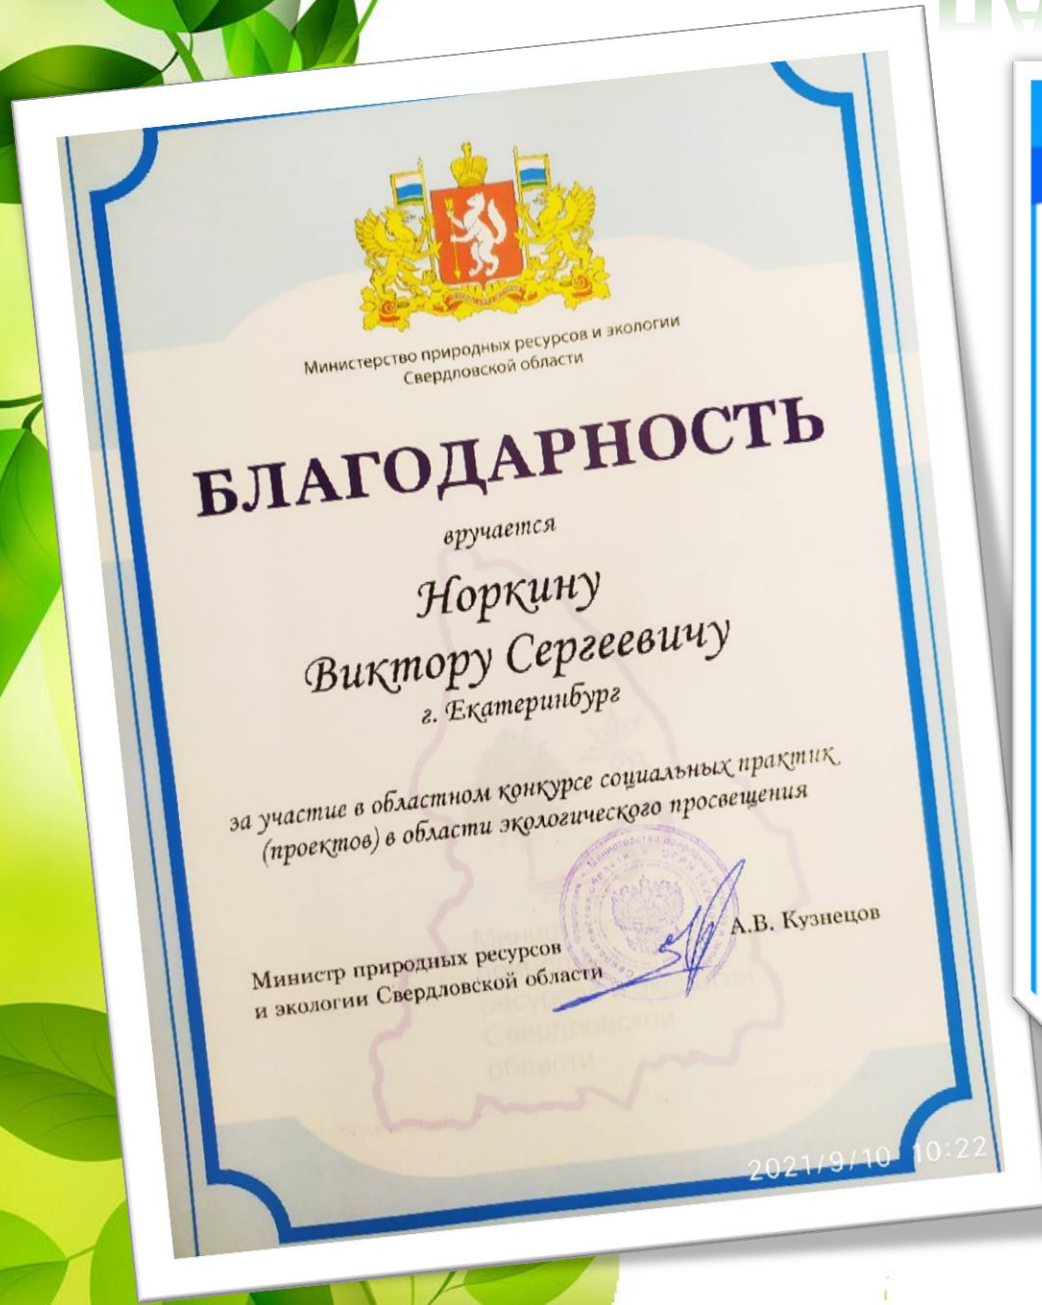 Министерство природных ресурсов и экологии
Свердловской области
БЛАГОДАРНОСТЬ
вручается
Норкину
Виктору Сергеевичу
г. Екатеринбург
за участие в областном конкурсе социальных практик
(проектов) в области экологического просвещения
Министр природных ресурсов
и экологии Свердловской области
А.В. Кузнецов
2021/9/10 10:22